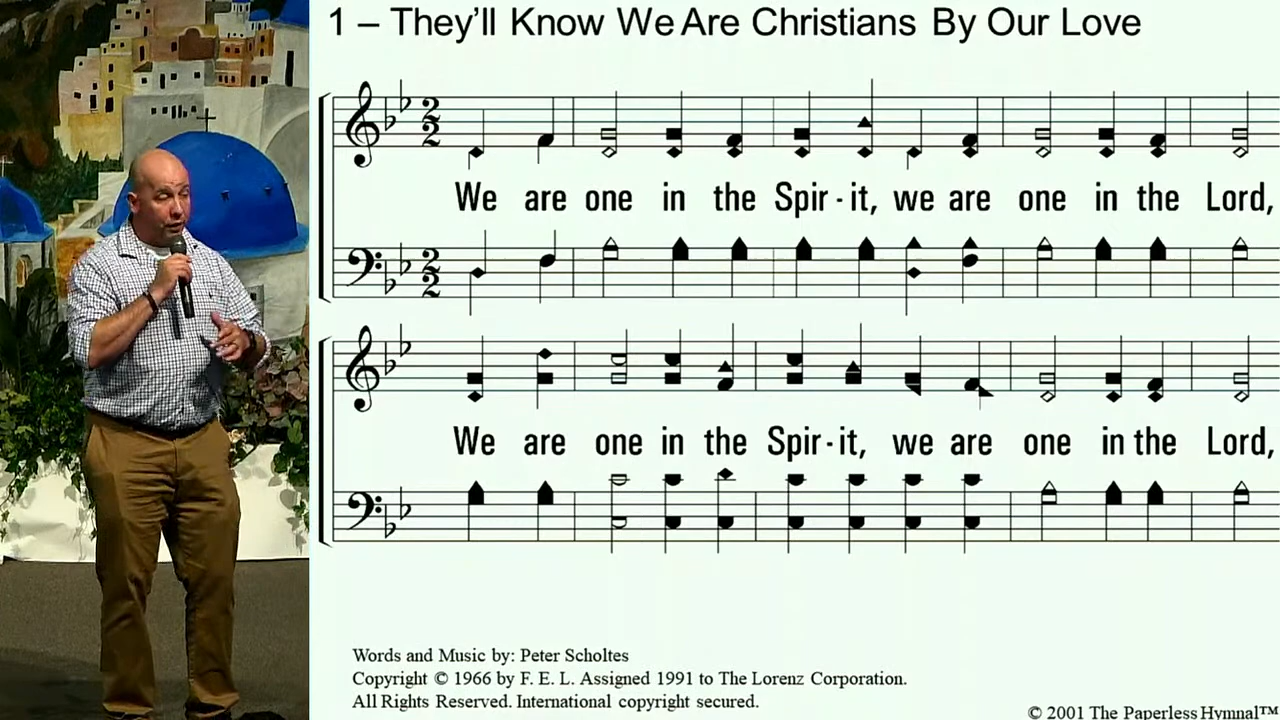 1 – They'll Know We Are Christians By Our Love
We are one in the Spir - it, we are one in the Lord,
We are one in the Spir - it, we are one in the Lord,
Words and Music by: Peter Scholtes
Copyright © 1966 by F. E. L. Assigned 1991 to The Lorenz Corporation.
All Rights Reserved. International copyright secured.
© 2001 The Paperless Hymnal™